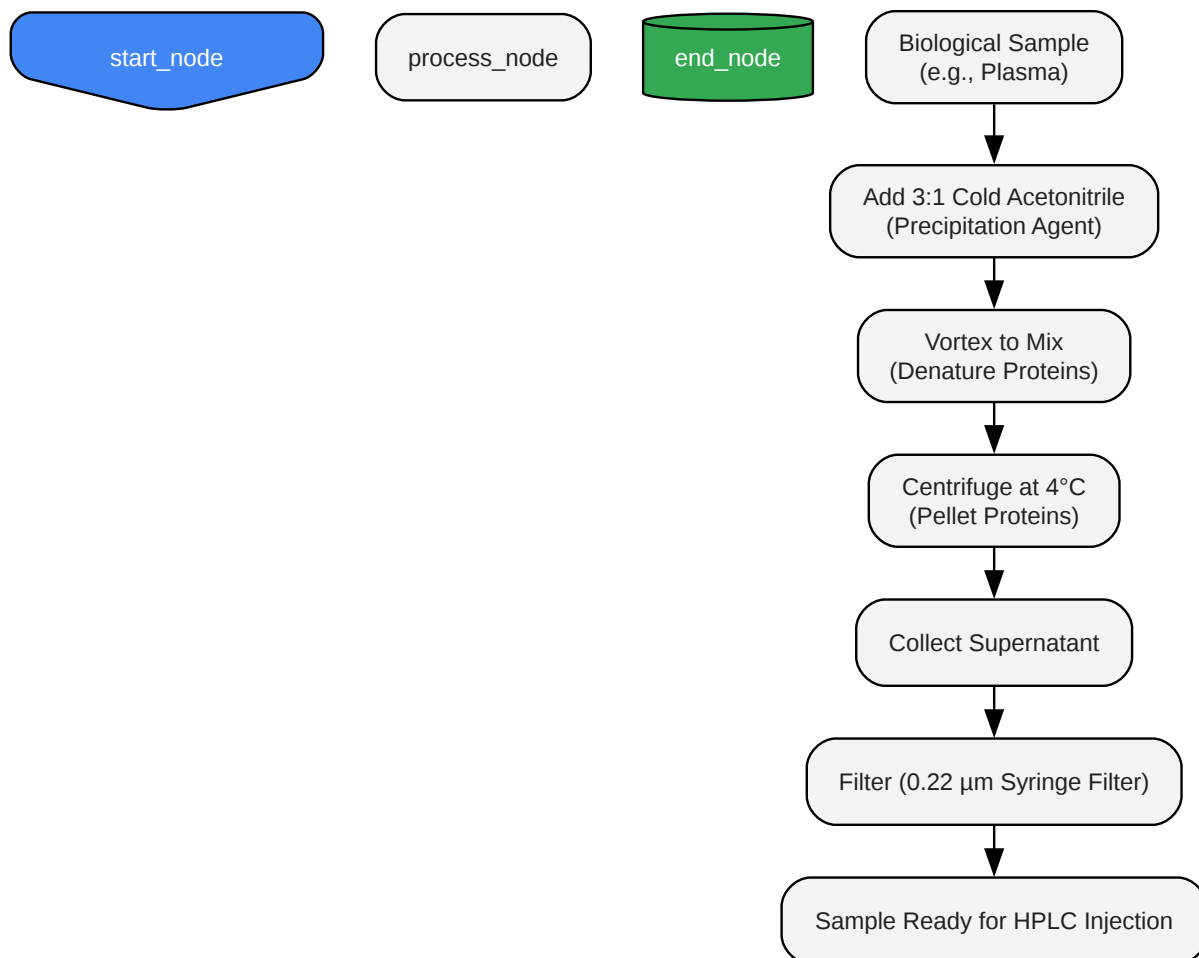 start_node
process_node
end_node
Biological Sample
(e.g., Plasma)
Add 3:1 Cold Acetonitrile
(Precipitation Agent)
Vortex to Mix
(Denature Proteins)
Centrifuge at 4°C
(Pellet Proteins)
Collect Supernatant
Filter (0.22 µm Syringe Filter)
Sample Ready for HPLC Injection